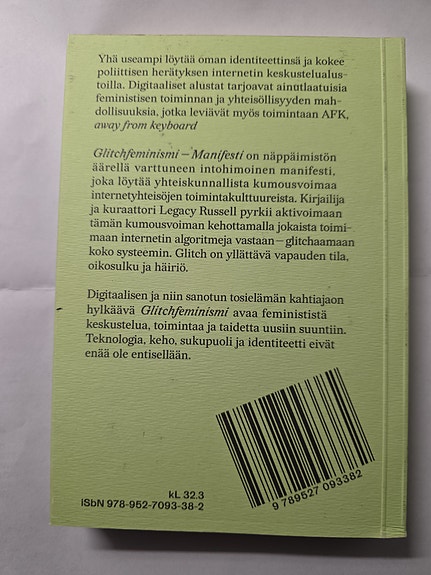 Yhä useampi löytää oman identiteettinsä ja kokee
poliittisen herätyksen internetin keskustelualus-
toilla. Digitaaliset alustat tarjoavat ainutlaatuisia
feministisen toiminnan ja yhteisöllisyyden mah-
dollisuuksia, jotka leviävät myös toimintaan AFK,
away from keyboard
Glitchfeminismi – Manifesti on näppäimistön
äärellä varttuneen intohimoinen manifesti,
joka löytää yhteiskunnallista kumousvoimaa
internetyhteisöjen toimintakulttuureista. Kirjailija
ja kuraattori Legacy Russell pyrkii aktivoimaan
tämän kumousvoiman kehottamalla jokaista toimi-
maan internetin algoritmeja vastaan – glitchaamaan
koko systeemin. Glitch on yllättävä vapauden tila,
oikosulku ja häiriö.
Digitaalisen ja niin sanotun tosielämän kahtiajaon
hylkäävä Glitchfeminismi avaa feminististä
keskustelua, toimintaa ja taidetta uusiin suuntiin.
Teknologia, keho, sukupuoli ja identiteetti eivät
enää ole entisellään.
kL 32.3
iSbN 978-952-7093-38-2
9 789527 093382